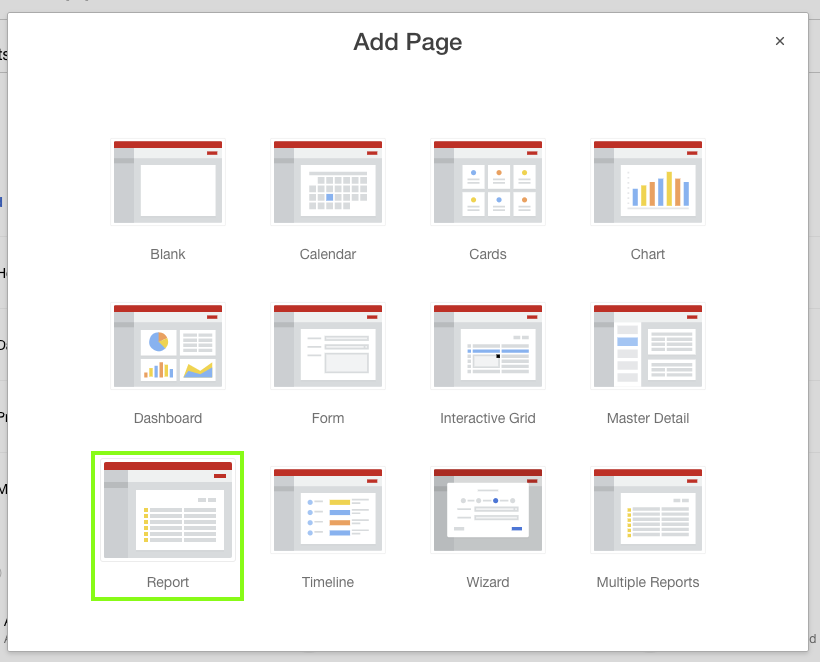 Add Page
×
Blank
Calendar
Cards
Chart
Dashboard
Form
Interactive Grid
Master Detail
Report
Timeline
Wizard
Multiple Reports